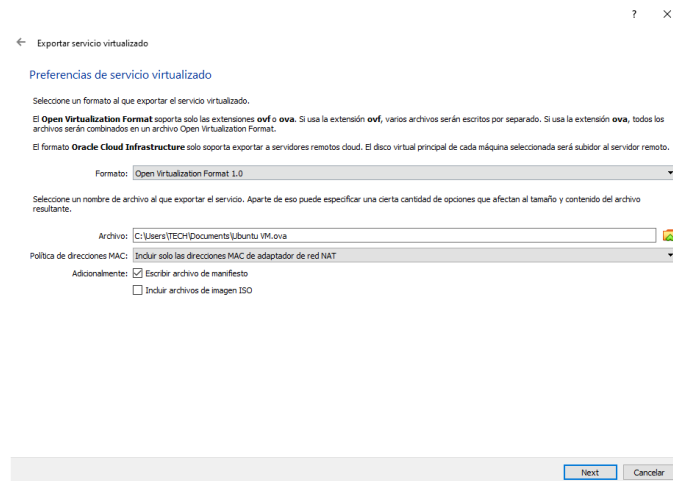 ? ×
← Exportar servicio virtualizado
Preferencias de servicio virtualizado
Seleccione un formato al que exportar el servicio virtualizado.
El Open Virtualization Format soporta solo las extensiones ovf o ova. Si usa la extensión ovf, varios archivos serán escritos por separado. Si usa la extensión ova, todos los
archivos serán combinados en un archivo Open Virtualization Format.
El formato Oracle Cloud Infrastructure solo soporta exportar a servidores remotos cloud. El disco virtual principal de cada máquina seleccionada será subidor al servidor remoto.
Formato: Open Virtualization Format 1.0
Seleccione un nombre de archivo al que exportar el servicio. Aparte de eso puede especificar una cierta cantidad de opciones que afectan al tamaño y contenido del archivo
resultante.
Archivo: C:\Users\TECH\Documents\Ubuntu VM.ova
Política de direcciones MAC: Incluir solo las direcciones MAC de adaptador de red NAT
Adicionalmente: Escribir archivo de manifiesto
Incluir archivos de imagen ISO
Next Cancelar